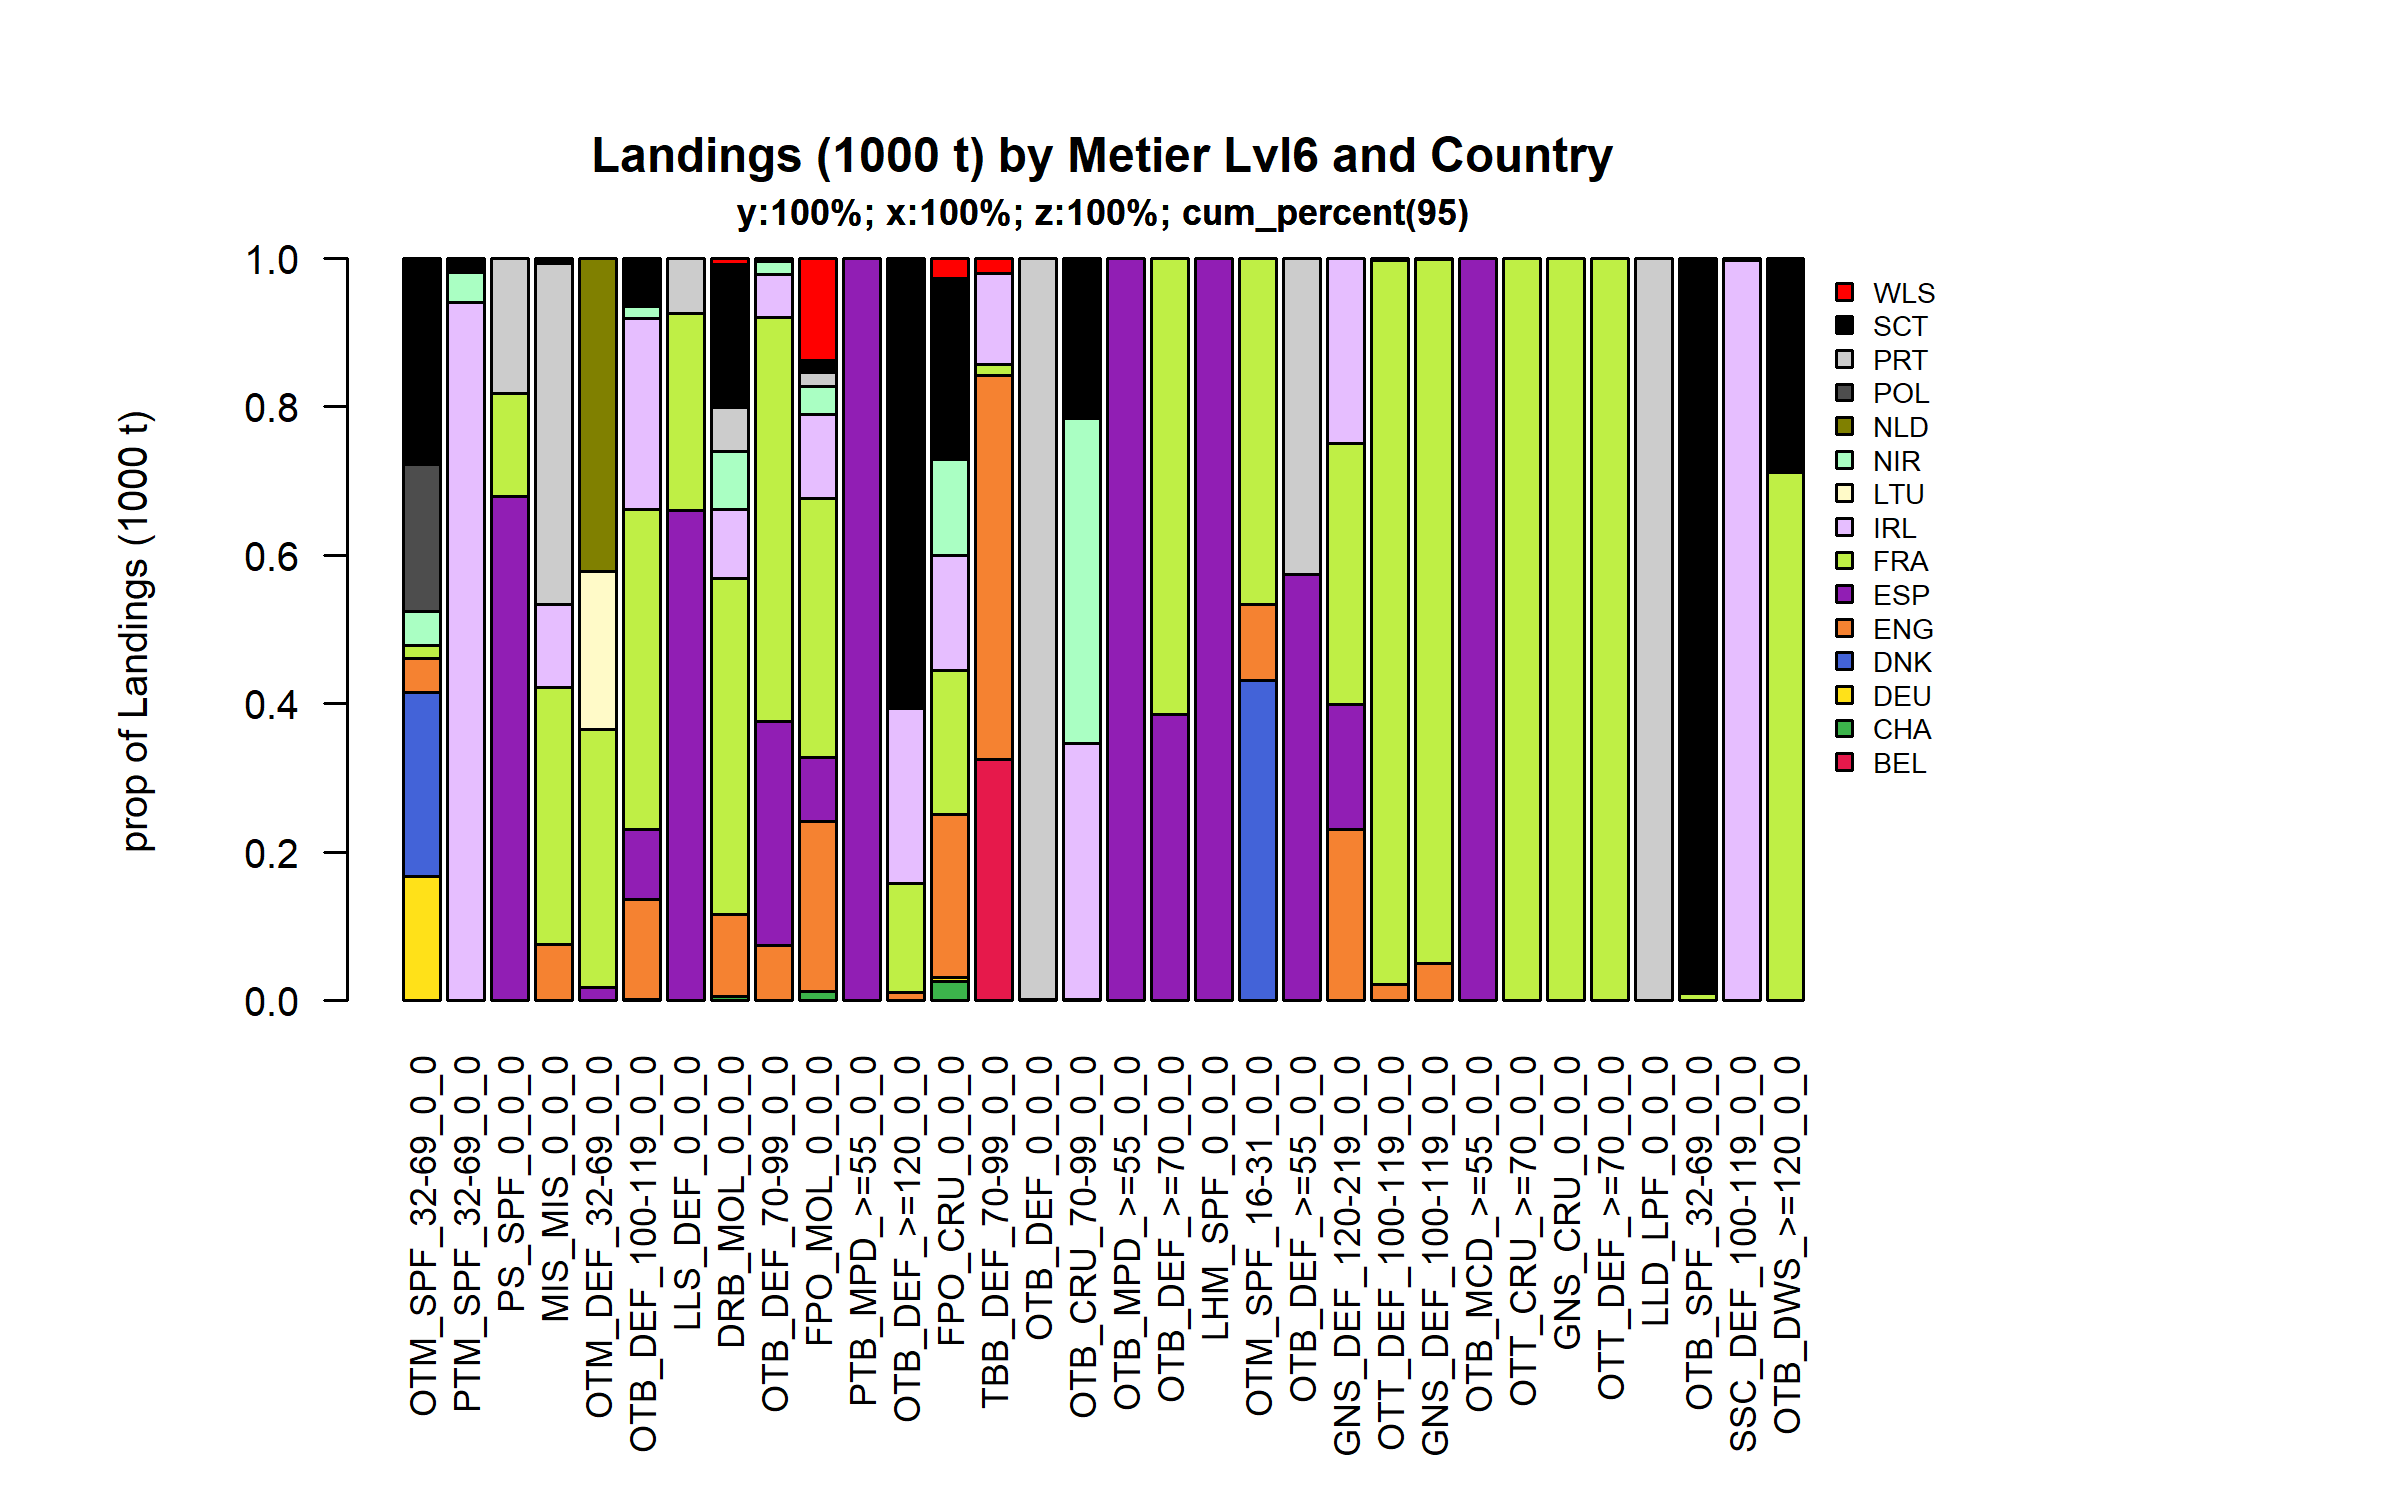 Landings (1000 t) by Metier Lvl6 and Country
y:100%; x:100%; z:100%; cum_percent(95)
prop of Landings (1000 t)
1.0
0.8
0.6
0.4
0.2
0.0
WLS
SCT
PRT
POL
NLD
NIR
LTU
IRL
FRA
ESP
ENG
DNK
DEU
CHA
BEL
OTM_SPF_32-69_0_0
PTM_SPF_32-69_0_0
PS_SPF_0_0_0
MIS_MIS_0_0_0
OTM_DEF_32-69_0_0
OTB_DEF_100-119_0_0
LLS_DEF_0_0_0
DRB_MOL_0_0_0
OTB_DEF_70-99_0_0
FPO_MOL_0_0_0
PTB_MPD_>=55_0_0
OTB_DEF_>=120_0_0
FPO_CRU_0_0_0
TBB_DEF_70-99_0_0
OTB_DEF_0_0_0
OTB_CRU_70-99_0_0
OTB_MPD_>=55_0_0
OTB_DEF_>=70_0_0
LHM_SPF_0_0_0
OTM_SPF_16-31_0_0
OTB_DEF_>=55_0_0
GNS_DEF_120-219_0_0
OTT_DEF_100-119_0_0
GNS_DEF_100-119_0_0
OTB_MCD_>=55_0_0
OTT_CRU_>=70_0_0
GNS_CRU_0_0_0
OTT_DEF_>=70_0_0
LLD_LPF_0_0_0
OTB_SPF_32-69_0_0
SSC_DEF_100-119_0_0
OTB_DWS_>=120_0_0